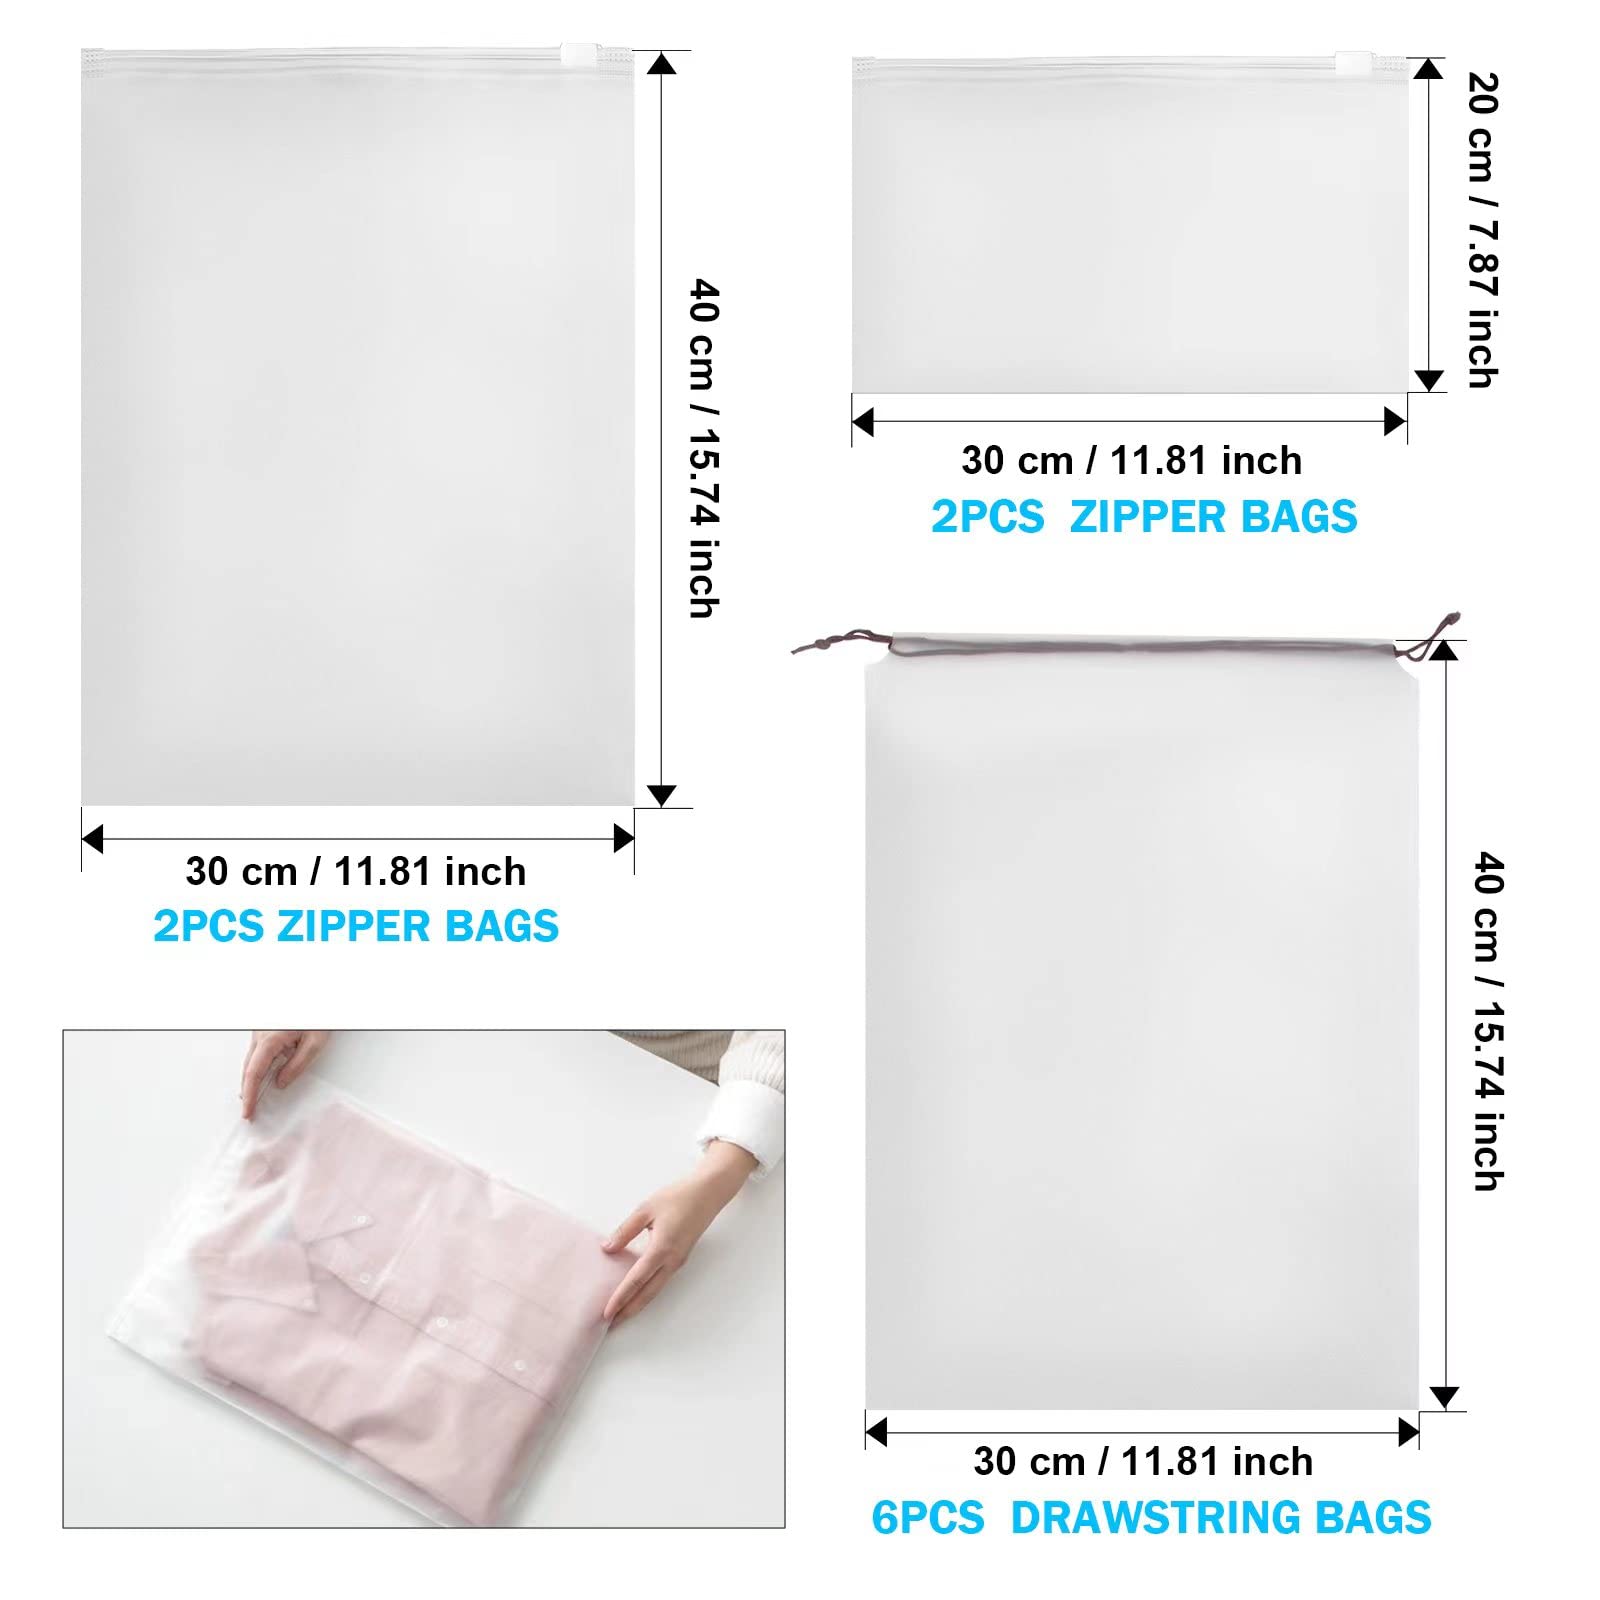 40 cm / 15.74 inch
30 cm / 11.81 inch
2PCS ZIPPER BAGS
20 cm / 7.87 inch
30 cm / 11.81 inch
2PCS ZIPPER BAGS
40 cm / 15.74 inch
30 cm / 11.81 inch
6PCS DRAWSTRING BAGS